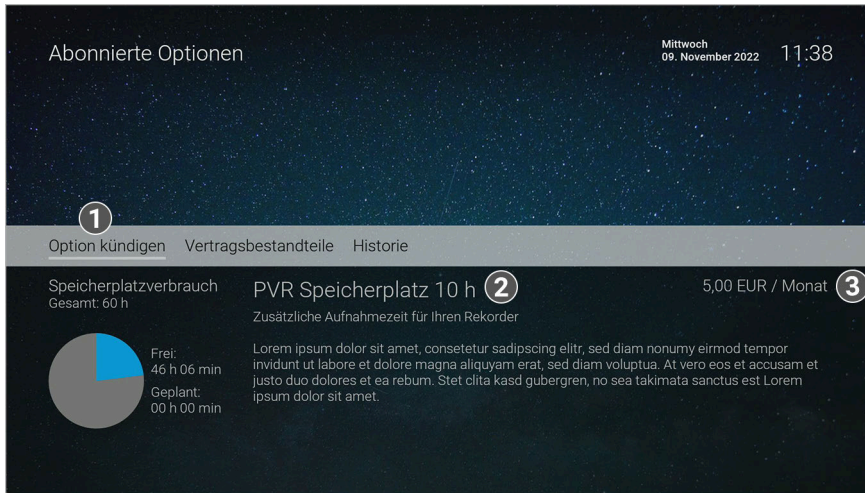 Abonnierte Optionen
Mittwoch
09. November 2022
11:38
1
Option kündigen Vertragsbestandteile Historie
Speicherplatzverbrauch
Gesamt: 60 h
Frei:
46 h 06 min
Geplant:
00 h 00 min
PVR Speicherplatz 10 h 2
5,00 EUR / Monat 3
Zusätzliche Aufnahmezeit für Ihren Rekorder
Lorem ipsum dolor sit amet, consetetur sadipscing elitr, sed diam nonumy eirmod tempor
invidunt ut labore et dolore magna aliquyam erat, sed diam voluptua. At vero eos et accusam et
justo duo dolores et ea rebum. Stet clita kasd gubergren, no sea takimata sanctus est Lorem
ipsum dolor sit amet.